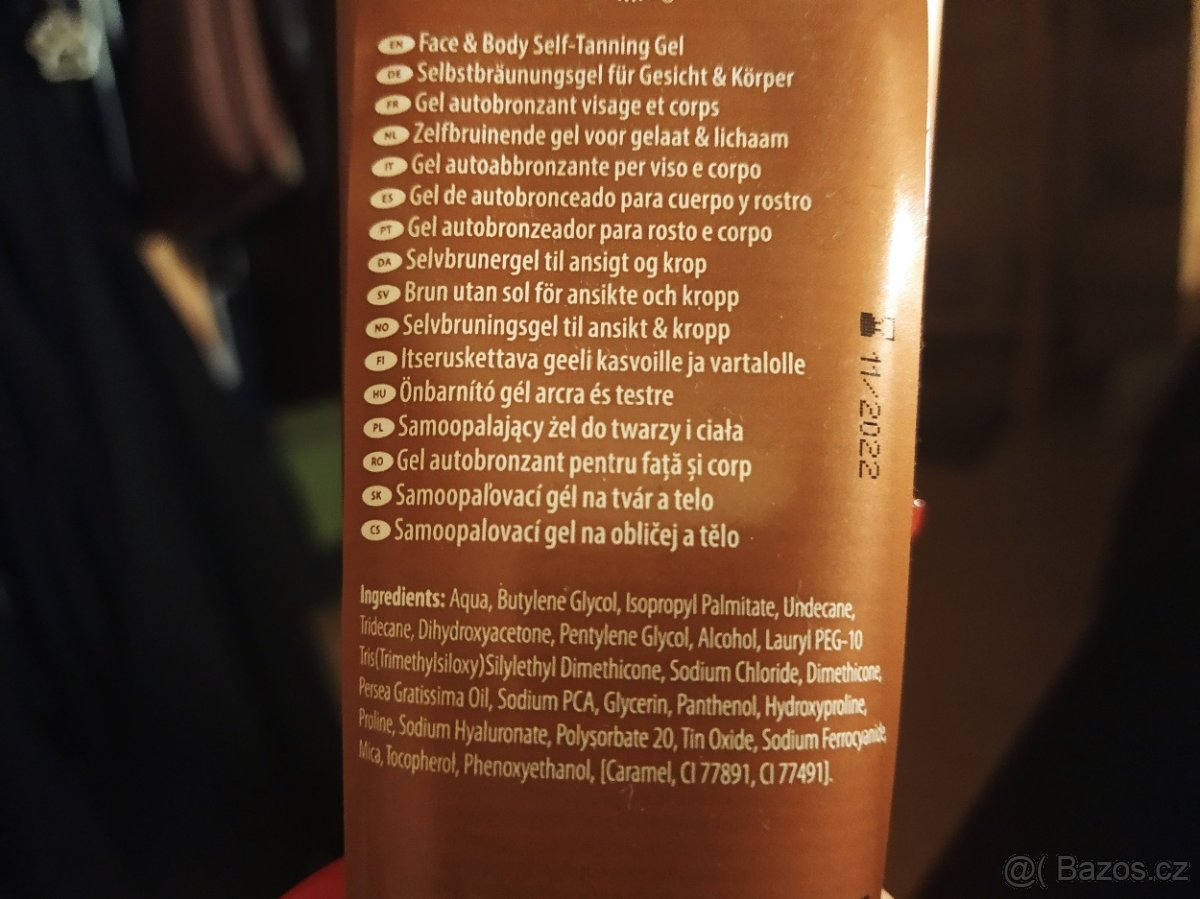 EN Face & Body Self-Tanning Gel
DE Selbstbräunungsgel für Gesicht & Körper
FR Gel autobronzant visage et corps
NL Zelfbruinende gel voor gelaat & lichaam
IT Gel autoabbronzante per viso e corpo
ES Gel de autobronceado para cuerpo y rostro
PT Gel autobronzeador para rosto e corpo
DA Selvbrunergel til ansigt og krop
SV Brun utan sol för ansikte och kropp
NO Selvbruningsgel til ansikt & kropp
FI Itseruskettava geeli kasvoille ja vartalolle
HU Önbarnító gél arcra és testre
PL Samoopalający żel do twarzy i ciała
RO Gel autobronzant pentru față și corp
SK Samoopaľovací gél na tvár a telo
CS Samoopalovací gel na obličej a tělo
11/2022
Ingredients: Aqua, Butylene Glycol, Isopropyl Palmitate, Undecane,
Tridecane, Dihydroxyacetone, Pentylene Glycol, Alcohol, Lauryl PEG-10
Tris(Trimethylsiloxy)Silylethyl Dimethicone, Sodium Chloride, Dimethicone,
Persea Gratissima Oil, Sodium PCA, Glycerin, Panthenol, Hydroxyproline,
Proline, Sodium Hyaluronate, Polysorbate 20, Tin Oxide, Sodium Ferrocyanide,
Mica, Tocopherol, Phenoxyethanol, [Caramel, CI 77891, CI 77491].
@( Bazos.cz